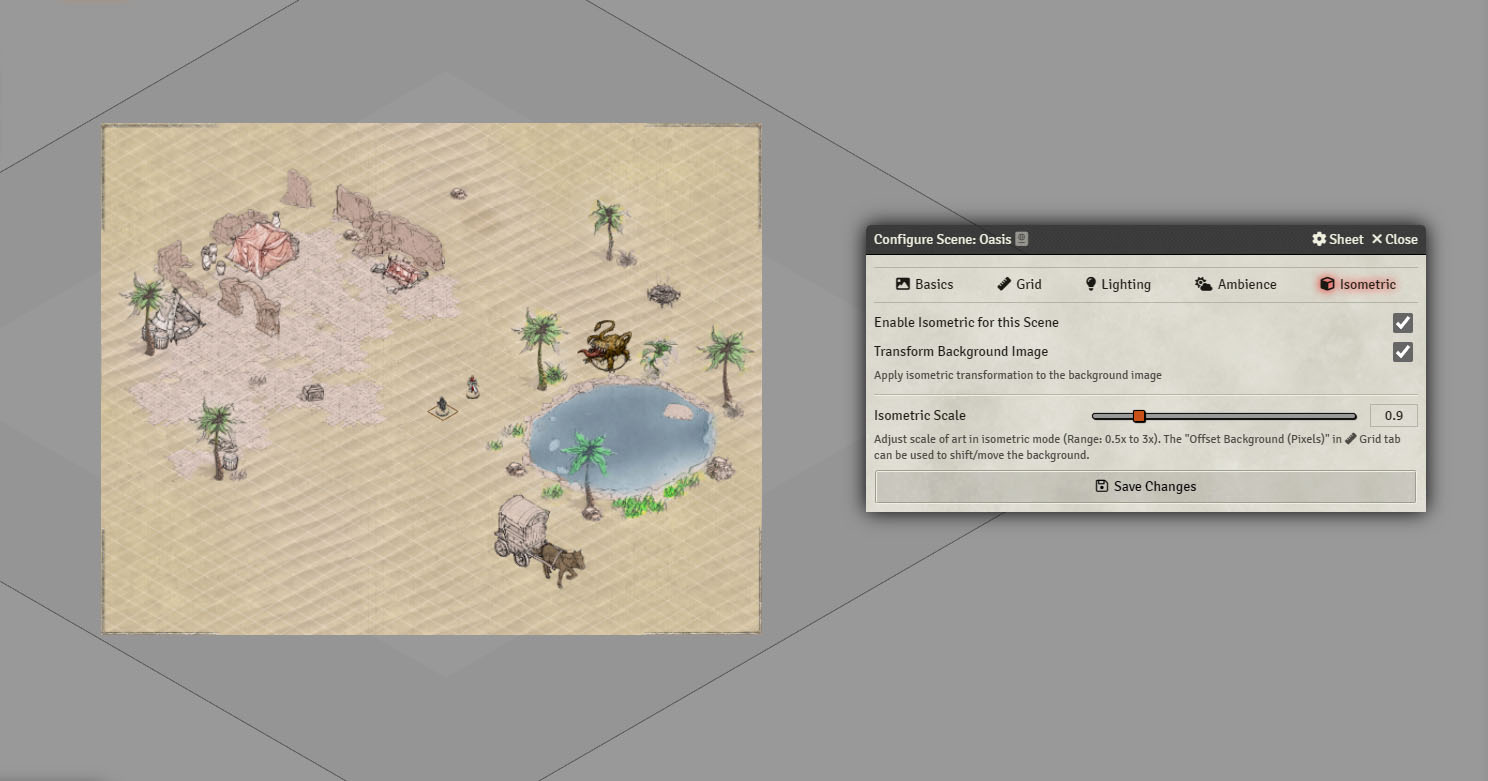 Configure Scene: Oasis
Sheet
Close
Basics
Grid
Lighting
Ambience
Isometric
Enable Isometric for this Scene
Transform Background Image
Apply isometric transformation to the background image
Isometric Scale
0.9
Adjust scale of art in isometric mode (Range: 0.5x to 3x). The "Offset Background (Pixels)" in Grid tab
can be used to shift/move the background.
Save Changes